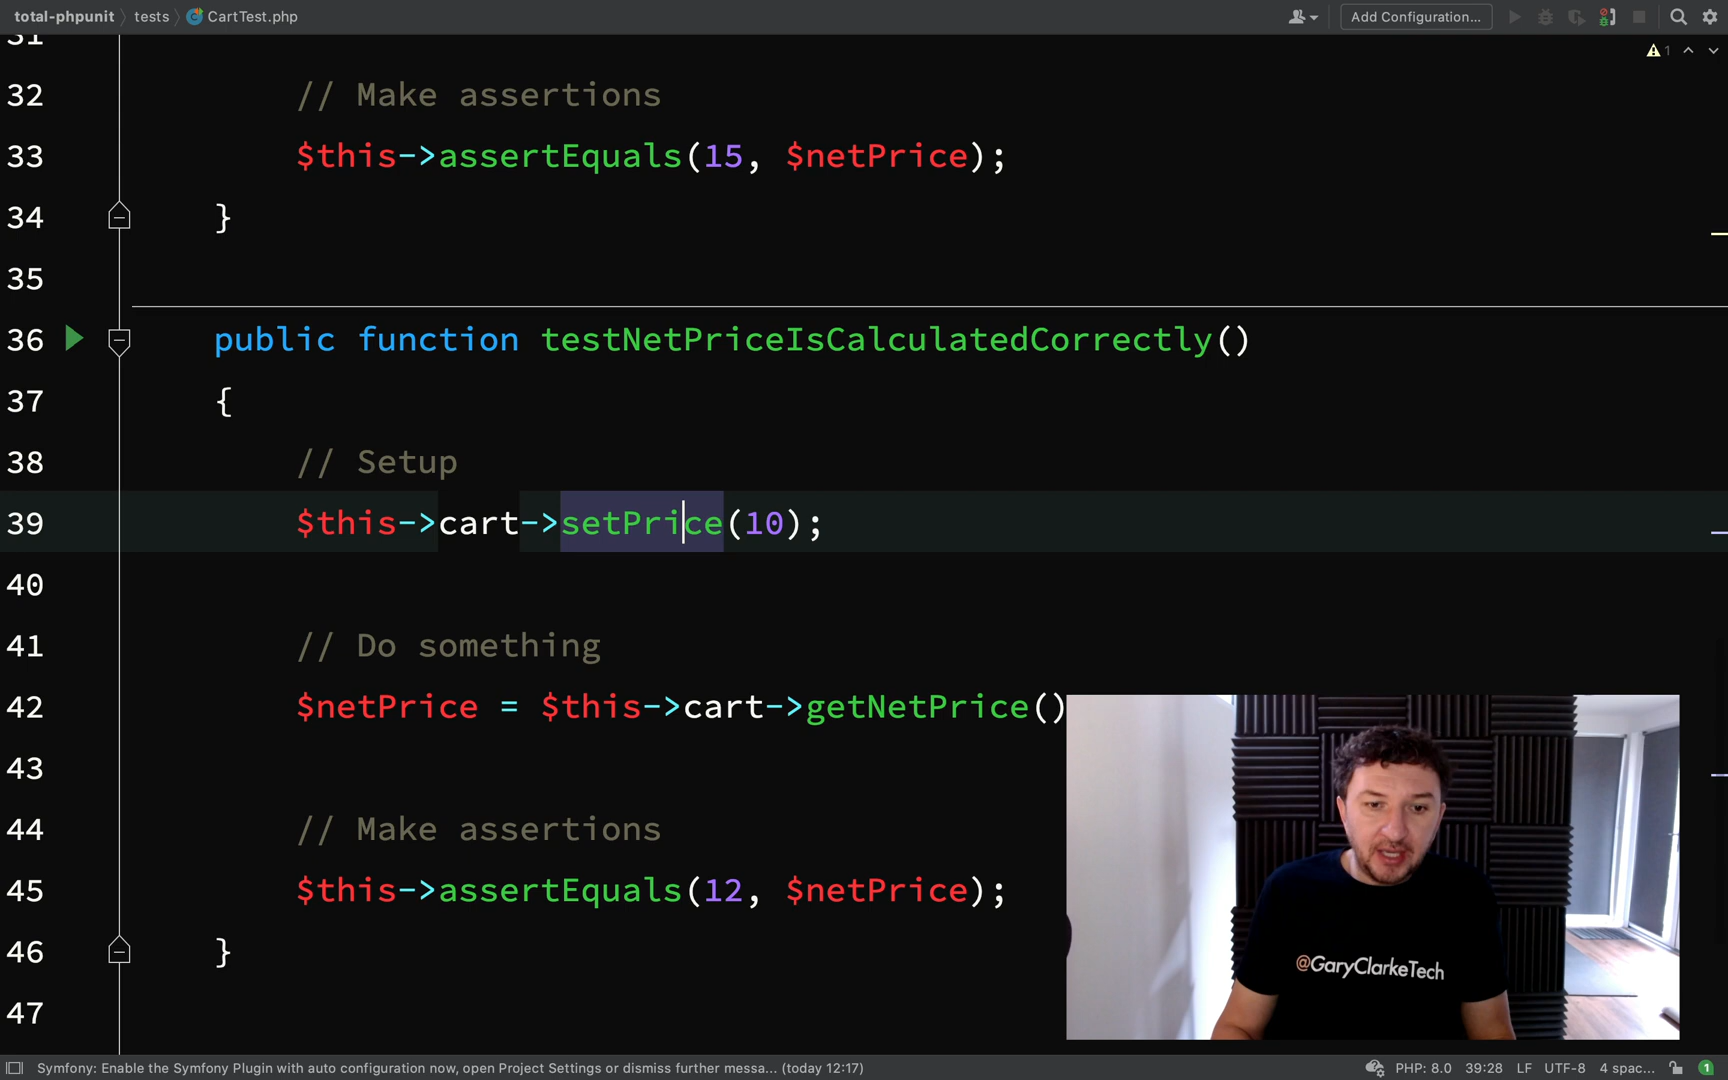 total-phpunit tests CartTest.php Add Configuration...
31
1
32 // Make assertions
33 $this->assertEquals(15, $netPrice);
34 }
35
36 public function testNetPriceIsCalculatedCorrectly()
37 {
38 // Setup
39 $this->cart->setPrice(10);
40
41 // Do something
42 $netPrice = $this->cart->getNetPrice()
43
44 // Make assertions
45 $this->assertEquals(12, $netPrice);
46 }
47
@GaryClarkeTech
Symfony: Enable the Symfony Plugin with auto configuration now, open Project Settings or dismiss further messa... (today 12:17) PHP: 8.0 39:28 LF UTF-8 4 spac... 1